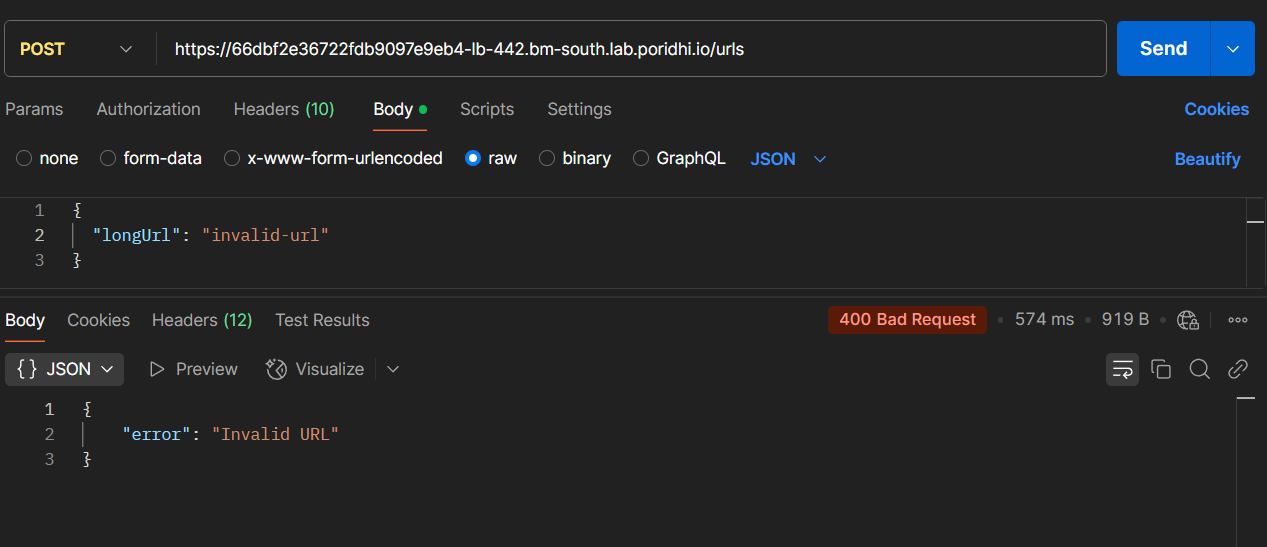 POST https://66dbf2e36722fdb9097e9eb4-lb-442.bm-south.lab.poridhi.io/urls Send
Params Authorization Headers (10) Body Scripts Settings Cookies
none form-data x-www-form-urlencoded raw binary GraphQL JSON Beautify
1 {
2 "longUrl": "invalid-url"
3 }
Body Cookies Headers (12) Test Results 400 Bad Request 574 ms 919 B
{} JSON Preview Visualize
1 {
2 "error": "Invalid URL"
3 }